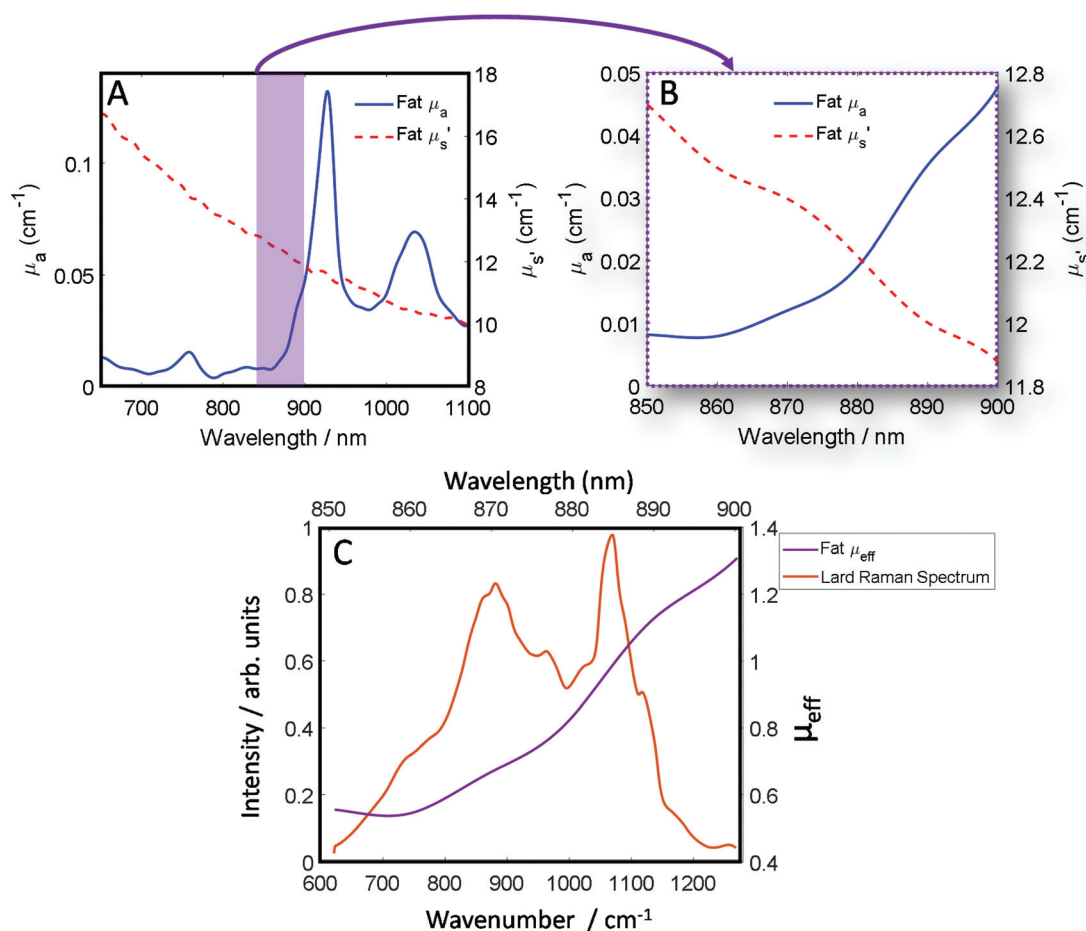 A
18
16
14
12
10
8
0.1
0.05
0
μa (cm-1)
μs' (cm-1)
Fat μa
Fat μs'
700 800 900 1000 1100
Wavelength / nm
B
0.05
0.04
0.03
0.02
0.01
0
μa (cm-1)
12.8
12.6
12.4
12.2
12
11.8
μs' (cm-1)
Fat μa
Fat μs'
850 860 870 880 890 900
Wavelength / nm
Wavelength (nm)
850 860 870 880 890 900
C
1
0.8
0.6
0.4
0.2
0
Intensity / arb. units
1.4
1.2
1
0.8
0.6
0.4
μeff
Fat μeff
Lard Raman Spectrum
600 700 800 900 1000 1100 1200
Wavenumber / cm-1